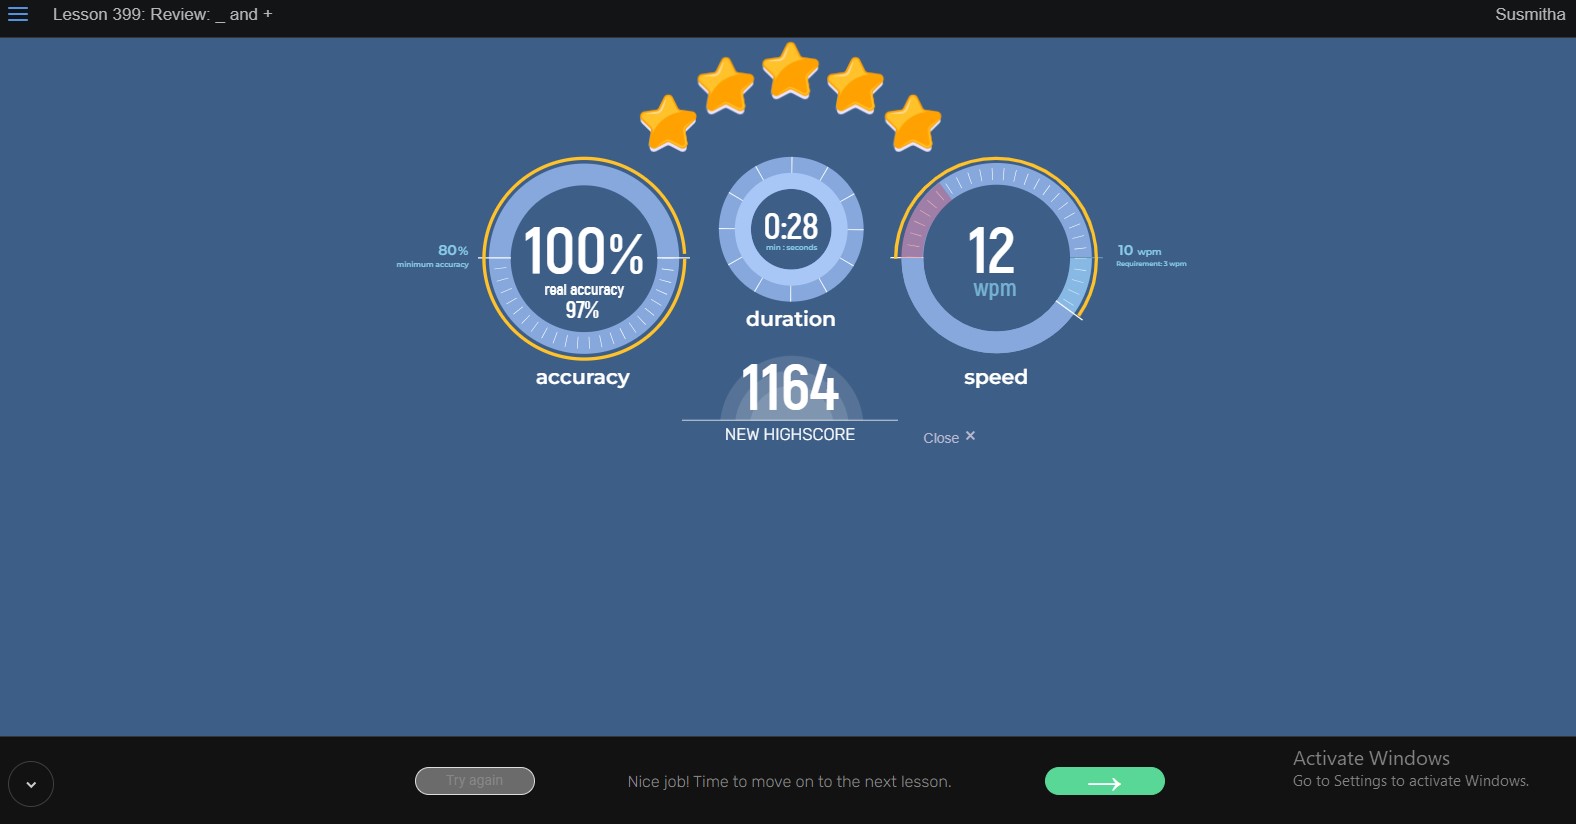 Lesson 399: Review: _ and +
Susmitha
80%
minimum accuracy
100%
real accuracy
97%
accuracy
0:28
min : seconds
duration
12
wpm
speed
10 wpm
Requirement: 3 wpm
1164
NEW HIGHSCORE
Close ×
Try again
Nice job! Time to move on to the next lesson.
→
Activate Windows
Go to Settings to activate Windows.